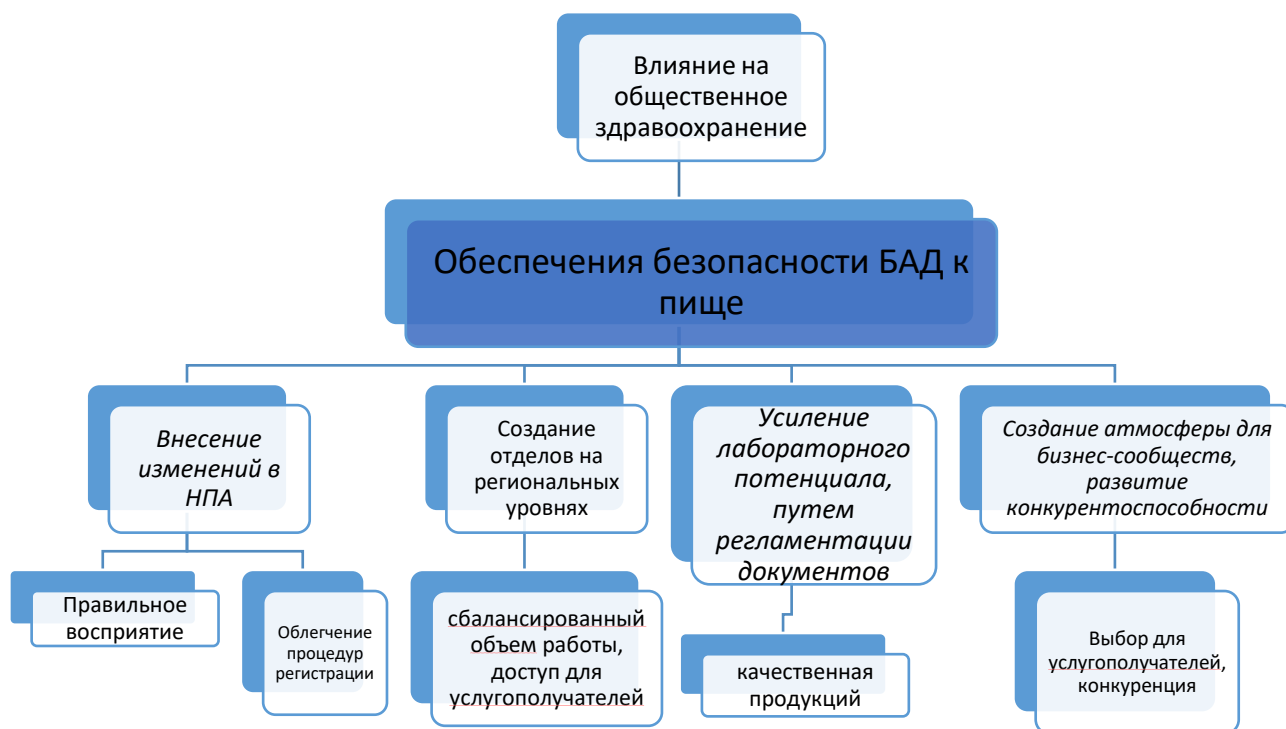 Влияние на
общественное
здравоохранение
Обеспечения безопасности БАД к
пище
Внесение
изменений в
НПА
Создание
отделов на
региональных
уровнях
Усиление
лабораторного
потенциала,
путем
регламентации
документов
Создание атмосферы для
бизнес-сообществ,
развитие
конкурентоспособности
Правильное
восприятие
Облегчение
процедур
регистрации
сбалансированный
объем работы,
доступ для
услугополучателей
качественная
продукций
Выбор для
услугополучателей,
конкуренция